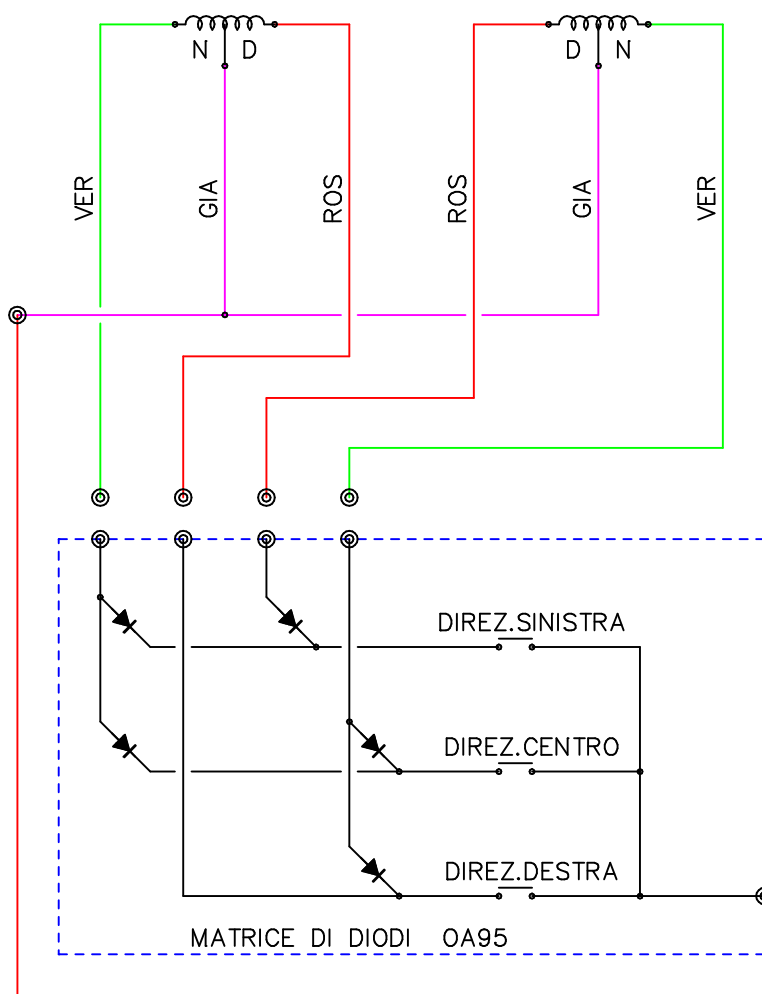 N D
D N
VER
GIA
ROS
ROS
GIA
VER
DIREZ.SINISTRA
DIREZ.CENTRO
DIREZ.DESTRA
MATRICE DI DIODI OA95